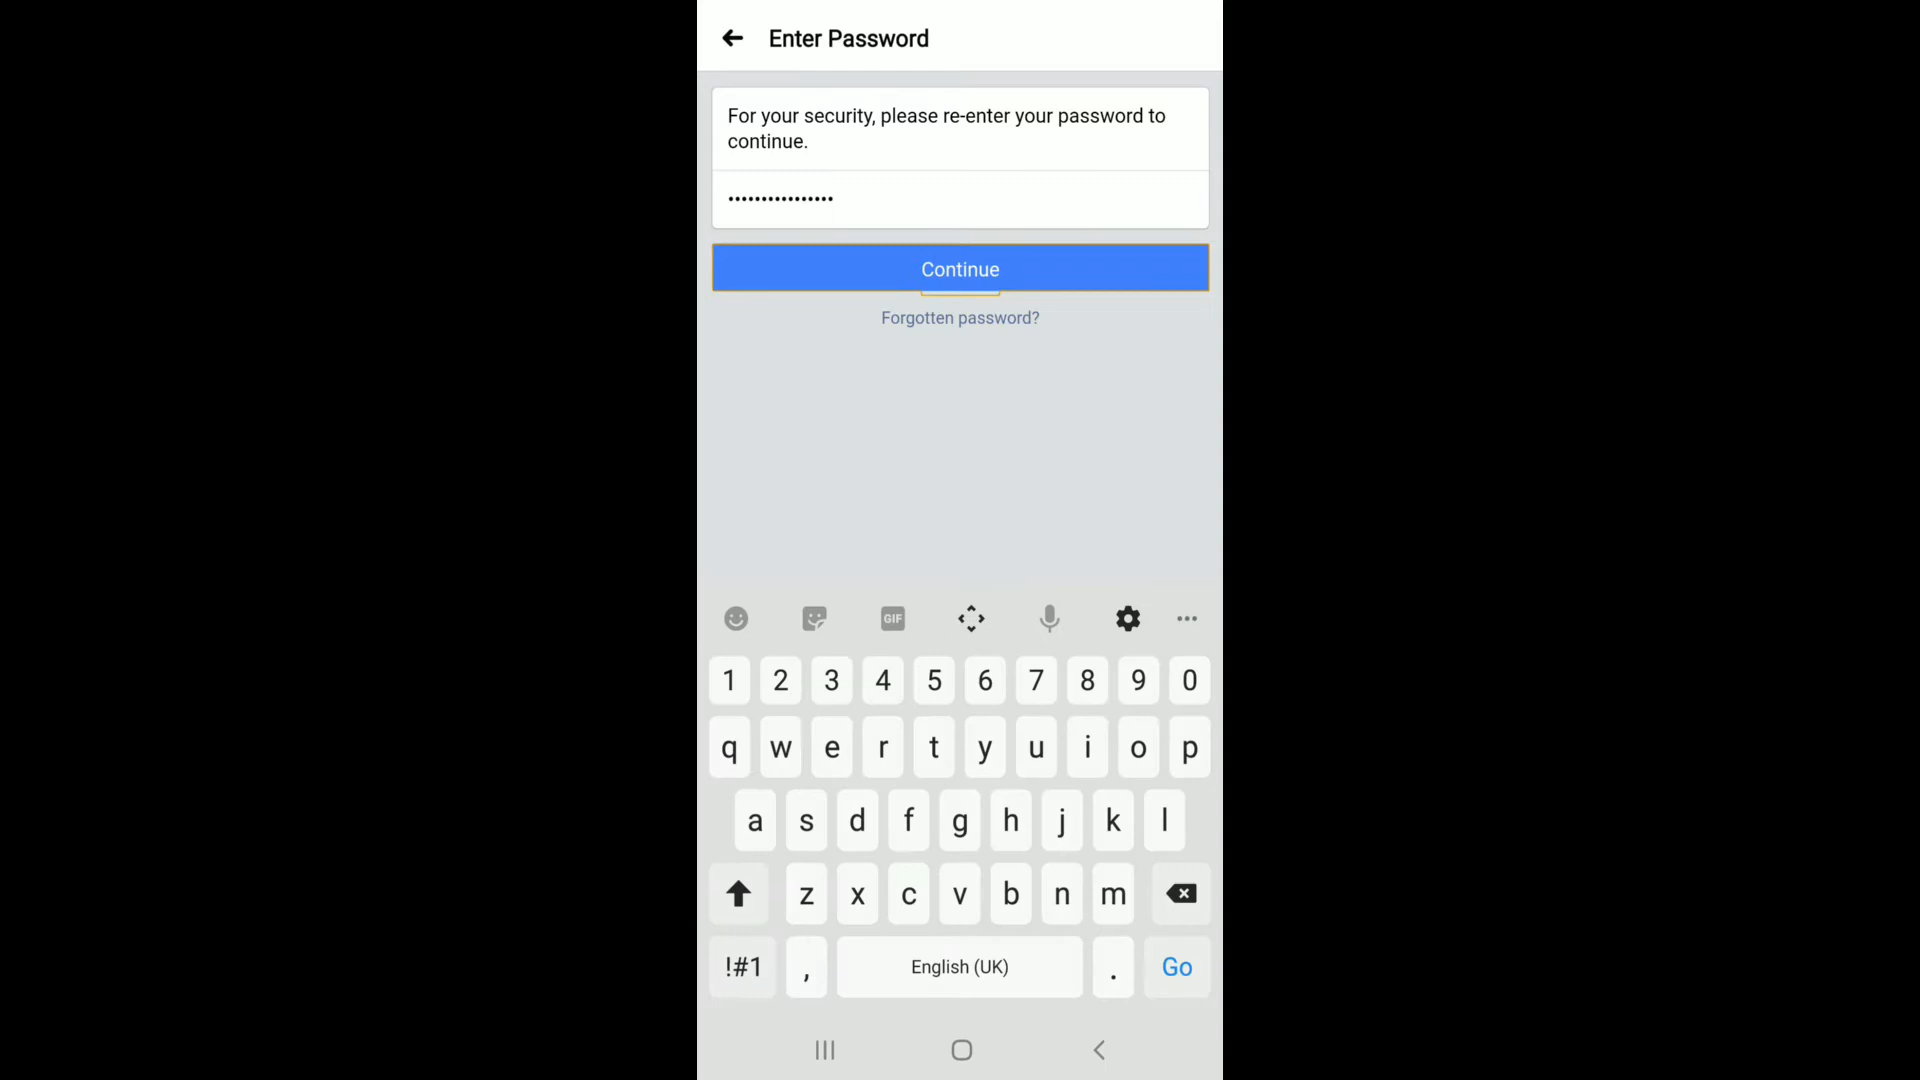 Enter Password
For your security, please re-enter your password to
continue.
••••••••••••••••
Continue
Forgotten password?
GIF
1 2 3 4 5 6 7 8 9 0
q w e r t y u i o p
a s d f g h j k l
z x c v b n m
!#1 , English (UK) . Go